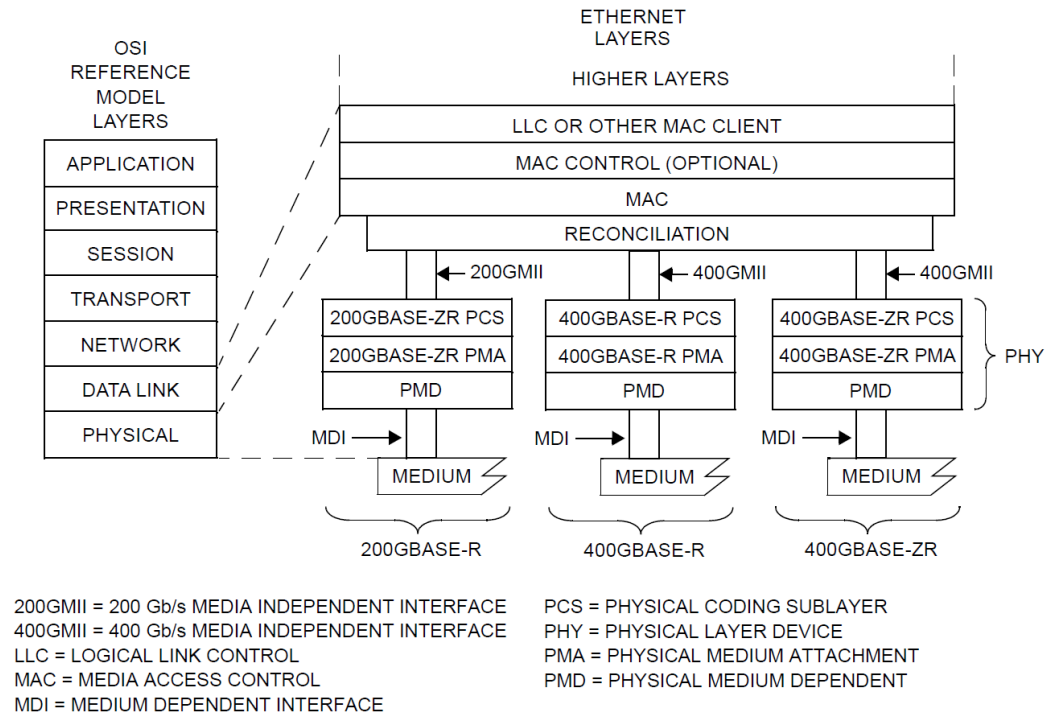 ETHERNET
LAYERS
OSI
REFERENCE
MODEL
LAYERS
HIGHER LAYERS
LLC OR OTHER MAC CLIENT
MAC CONTROL (OPTIONAL)
MAC
RECONCILIATION
APPLICATION
PRESENTATION
SESSION
TRANSPORT
NETWORK
DATA LINK
PHYSICAL
200GMII
400GMII
400GMII
200GBASE-ZR PCS
400GBASE-R PCS
400GBASE-ZR PCS
200GBASE-ZR PMA
400GBASE-R PMA
400GBASE-ZR PMA
PHY
PMD
PMD
PMD
MDI
MDI
MDI
MEDIUM
MEDIUM
MEDIUM
200GBASE-R
400GBASE-R
400GBASE-ZR
200GMII = 200 Gb/s MEDIA INDEPENDENT INTERFACE
400GMII = 400 Gb/s MEDIA INDEPENDENT INTERFACE
LLC = LOGICAL LINK CONTROL
MAC = MEDIA ACCESS CONTROL
MDI = MEDIUM DEPENDENT INTERFACE
PCS = PHYSICAL CODING SUBLAYER
PHY = PHYSICAL LAYER DEVICE
PMA = PHYSICAL MEDIUM ATTACHMENT
PMD = PHYSICAL MEDIUM DEPENDENT